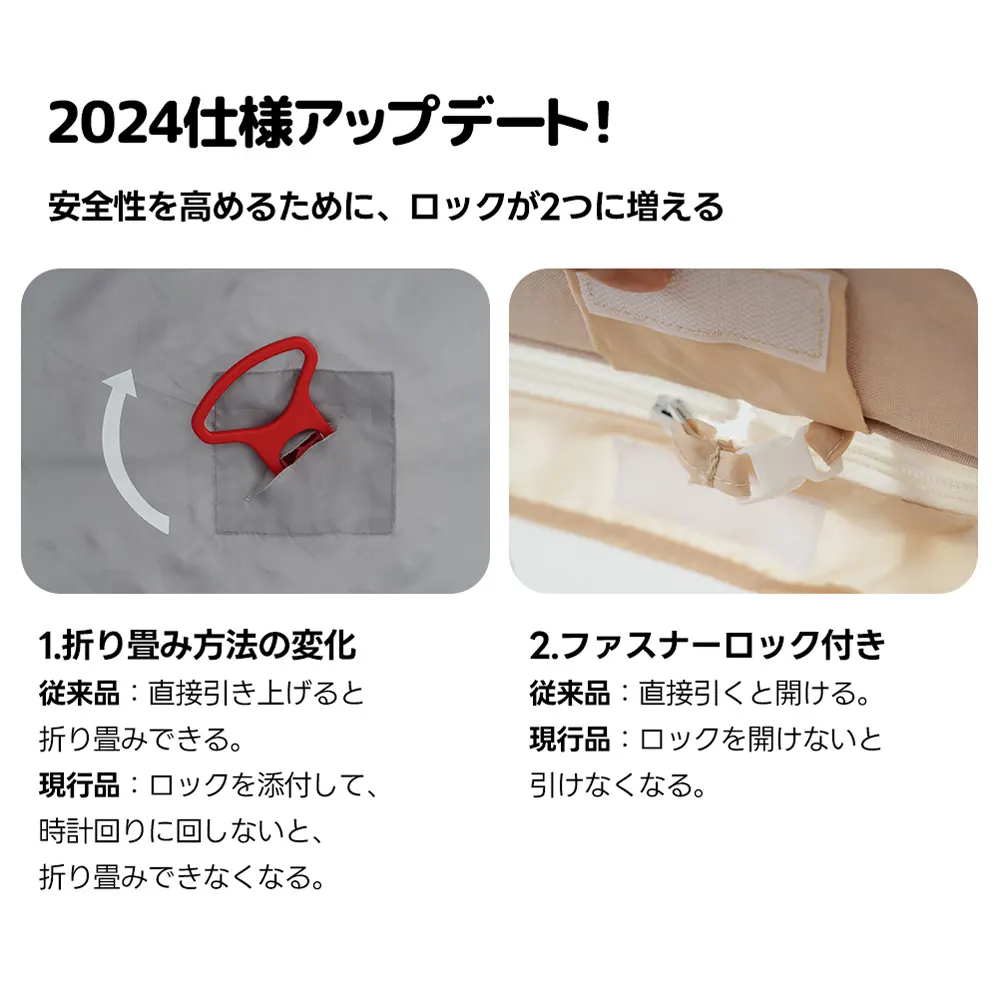 2024仕様アップデート!
安全性を高めるために、ロックが2つに増える
1.折り畳み方法の変化
従来品：直接引き上げると
折り畳みできる。
現行品：ロックを添付して、
時計回りに回しないと、
折り畳みできなくなる。
2.ファスナーロック付き
従来品：直接引くと開ける。
現行品：ロックを開けないと
引けなくなる。